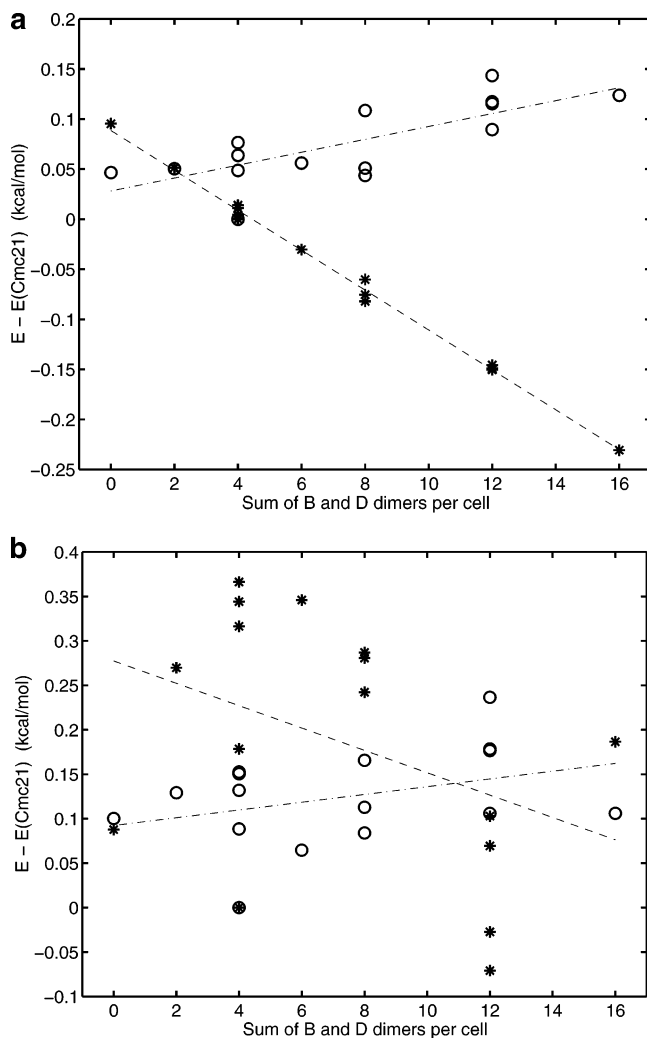 a
E − E(Cmc21) (kcal/mol)
0.2
0.15
0.1
0.05
0
−0.05
−0.1
−0.15
−0.2
−0.25
0 2 4 6 8 10 12 14 16
Sum of B and D dimers per cell
b
E − E(Cmc21) (kcal/mol)
0.4
0.35
0.3
0.25
0.2
0.15
0.1
0.05
0
−0.05
−0.1
0 2 4 6 8 10 12 14 16
Sum of B and D dimers per cell